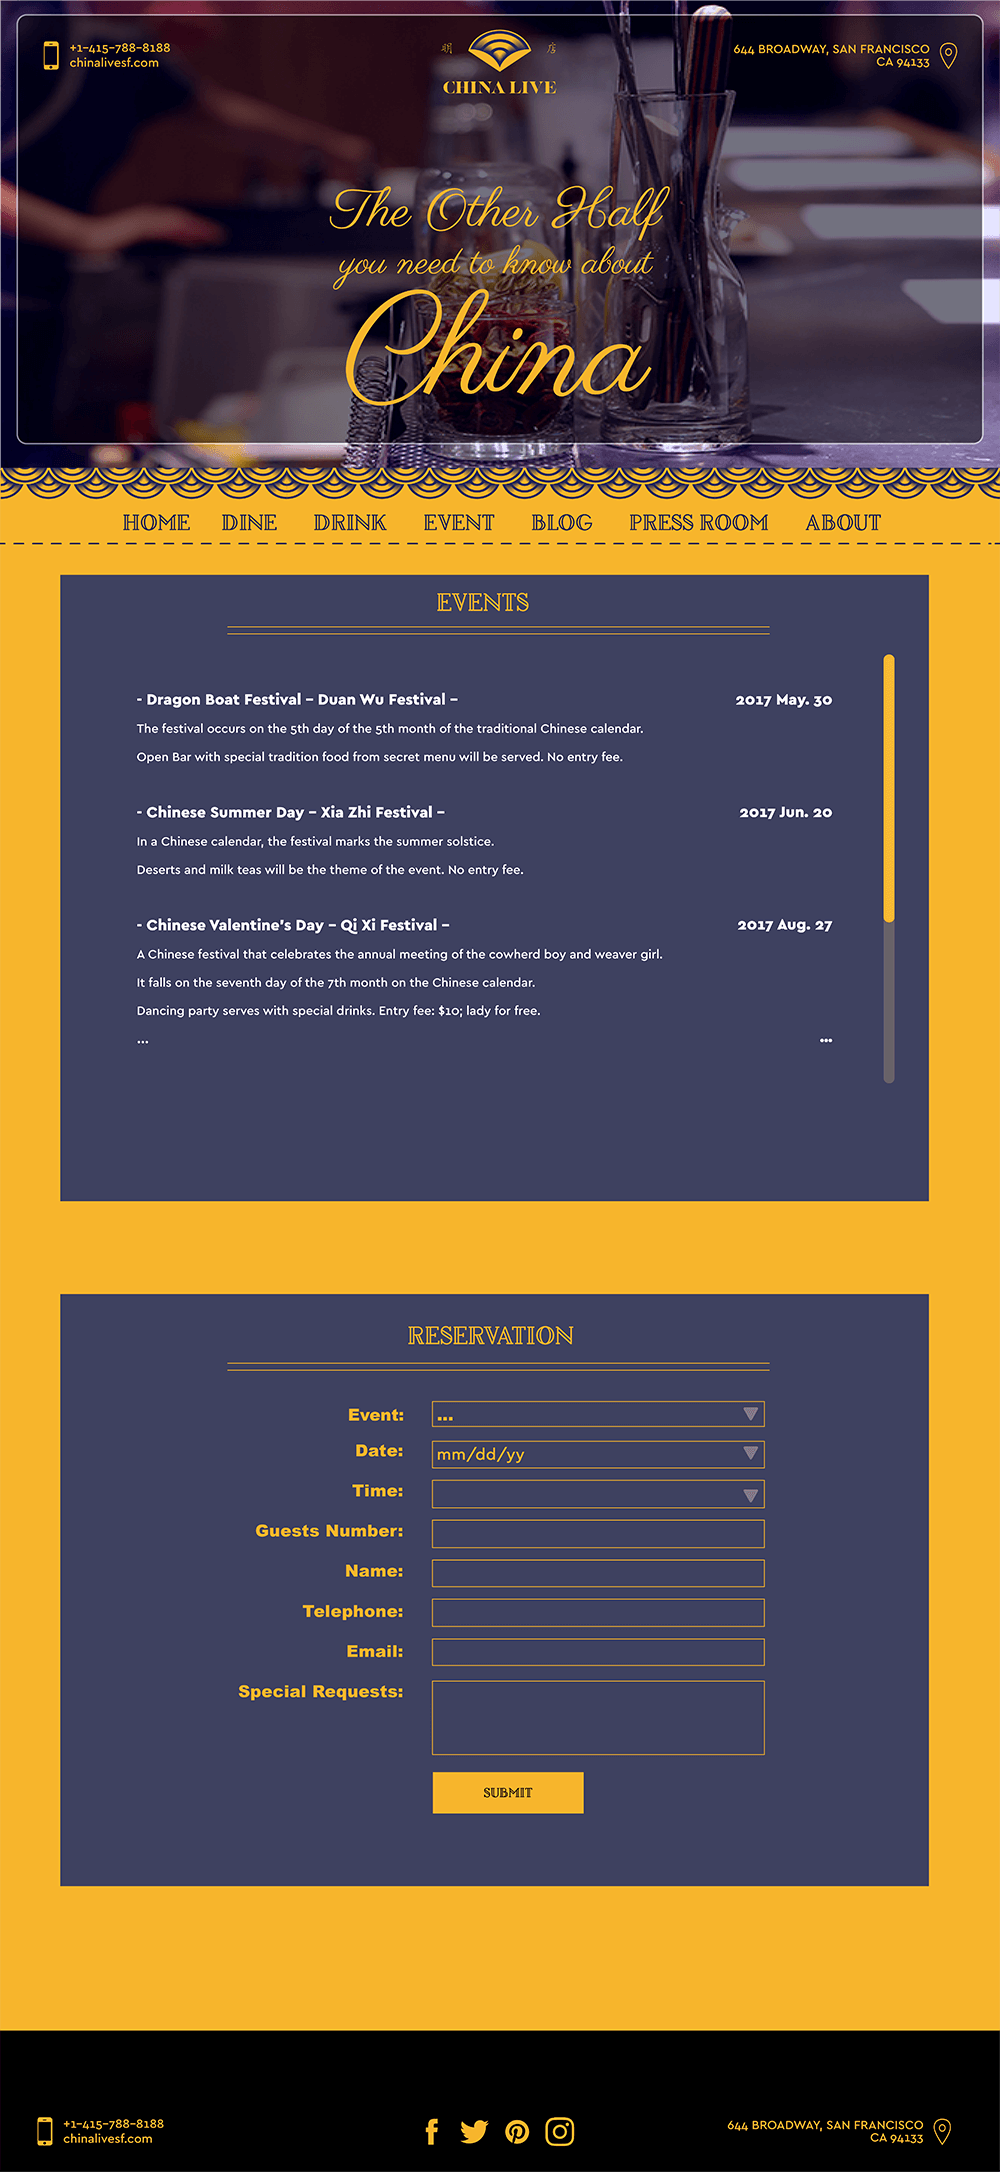 +1-415-788-8188
chinalivesf.com
明 店
CHINA LIVE
644 BROADWAY, SAN FRANCISCO
CA 94133
The Other Half
you need to know about
China
HOME DINE DRINK EVENT BLOG PRESS ROOM ABOUT
EVENTS
- Dragon Boat Festival – Duan Wu Festival – 2017 May. 30
The festival occurs on the 5th day of the 5th month of the traditional Chinese calendar.
Open Bar with special tradition food from secret menu will be served. No entry fee.
- Chinese Summer Day – Xia Zhi Festival – 2017 Jun. 20
In a Chinese calendar, the festival marks the summer solstice.
Deserts and milk teas will be the theme of the event. No entry fee.
- Chinese Valentine's Day – Qi Xi Festival – 2017 Aug. 27
A Chinese festival that celebrates the annual meeting of the cowherd boy and weaver girl.
It falls on the seventh day of the 7th month on the Chinese calendar.
Dancing party serves with special drinks. Entry fee: $10; lady for free.
... ...
RESERVATION
Event: ...
Date: mm/dd/yy
Time:
Guests Number:
Name:
Telephone:
Email:
Special Requests:
SUBMIT
+1-415-788-8188
chinalivesf.com
644 BROADWAY, SAN FRANCISCO
CA 94133